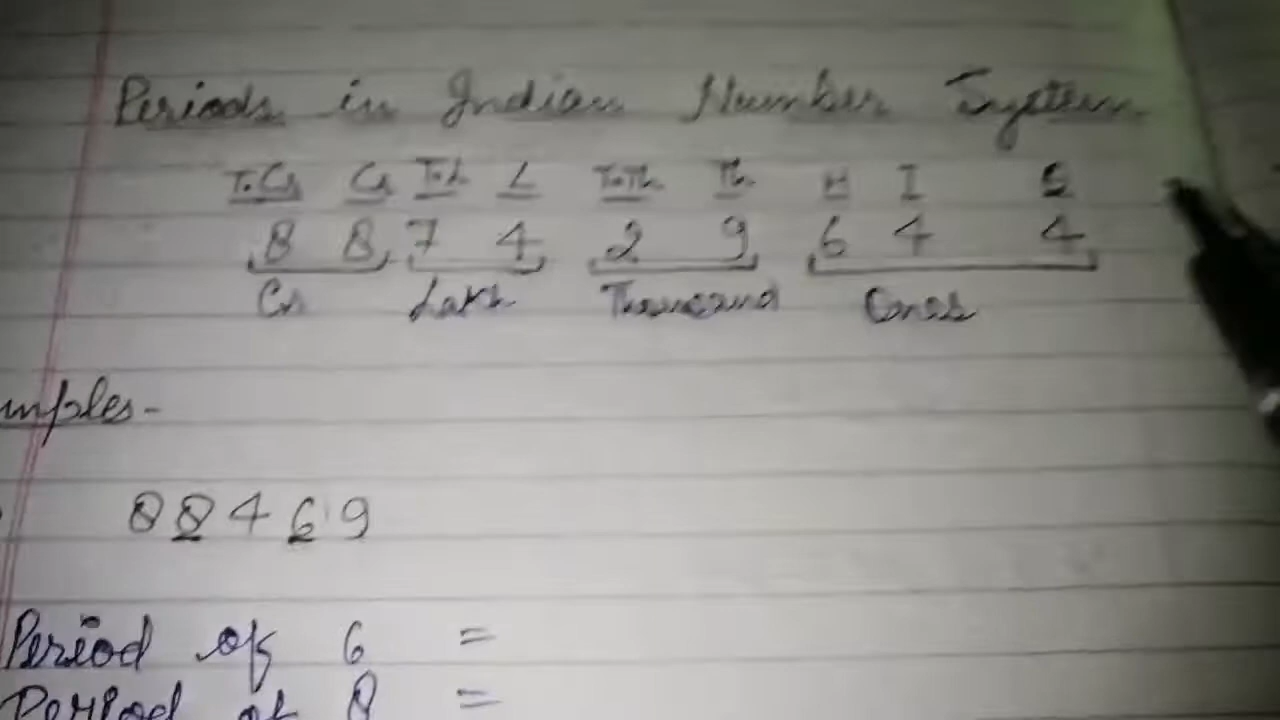 Periods in Indian Number System
T.Cr Cr T.L L T.Th Th H T
8 8 7 4 2 9 6 4 4
Cr Lakh Thousand Ones
mples-
88469
Period of 6 =
Period of 8 =